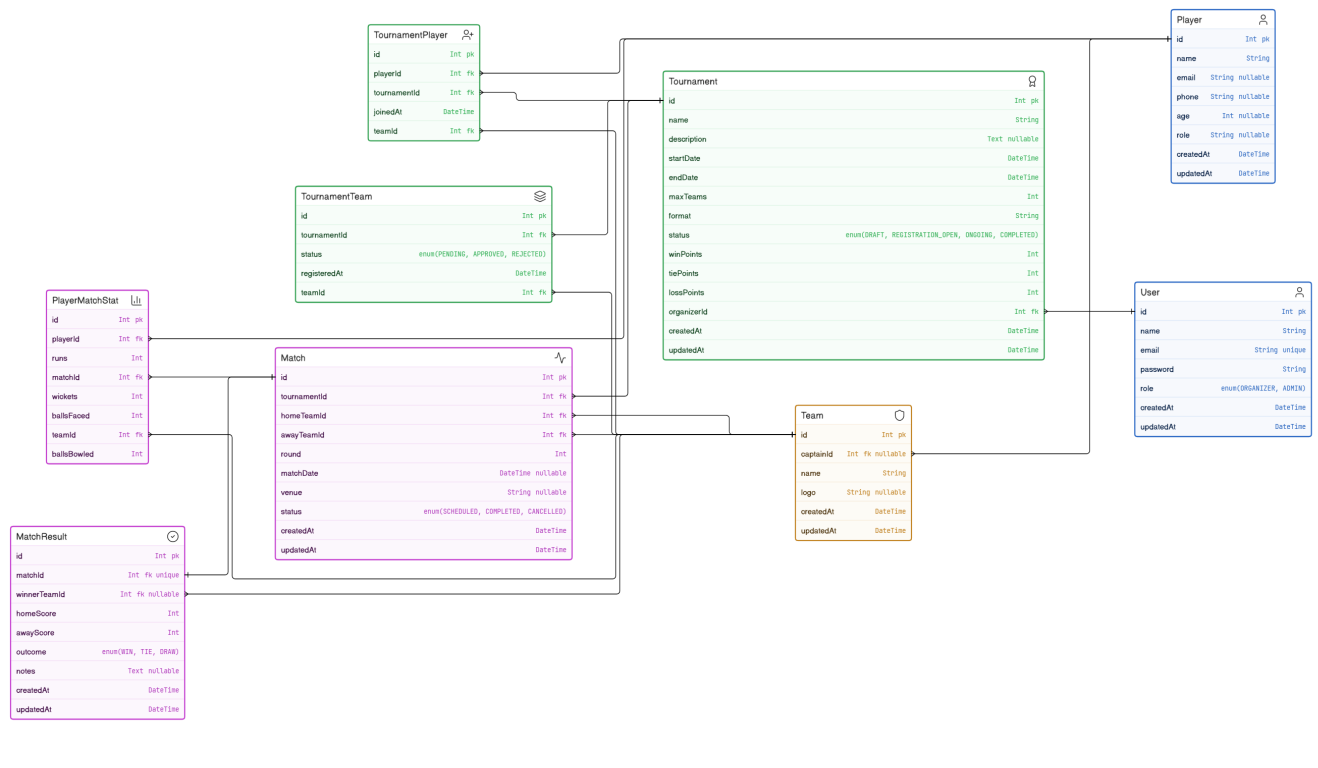 TournamentPlayer
id Int pk
playerId Int fk
tournamentId Int fk
joinedAt DateTime
teamId Int fk
Player
id Int pk
name String
email String nullable
phone String nullable
age Int nullable
role String nullable
createdAt DateTime
updatedAt DateTime
Tournament
id Int pk
name String
description Text nullable
startDate DateTime
endDate DateTime
maxTeams Int
format String
status enum(DRAFT, REGISTRATION_OPEN, ONGOING, COMPLETED)
winPoints Int
tiePoints Int
lossPoints Int
organizerId Int fk
createdAt DateTime
updatedAt DateTime
TournamentTeam
id Int pk
tournamentId Int fk
status enum(PENDING, APPROVED, REJECTED)
registeredAt DateTime
teamId Int fk
User
id Int pk
name String
email String unique
password String
role enum(ORGANIZER, ADMIN)
createdAt DateTime
updatedAt DateTime
PlayerMatchStat
id Int pk
playerId Int fk
runs Int
matchId Int fk
wickets Int
ballsFaced Int
teamId Int fk
ballsBowled Int
Match
id Int pk
tournamentId Int fk
homeTeamId Int fk
awayTeamId Int fk
round Int
matchDate DateTime nullable
venue String nullable
status enum(SCHEDULED, COMPLETED, CANCELLED)
createdAt DateTime
updatedAt DateTime
Team
id Int pk
captainId Int fk nullable
name String
logo String nullable
createdAt DateTime
updatedAt DateTime
MatchResult
id Int pk
matchId Int fk unique
winnerTeamId Int fk nullable
homeScore Int
awayScore Int
outcome enum(WIN, TIE, DRAW)
notes Text nullable
createdAt DateTime
updatedAt DateTime